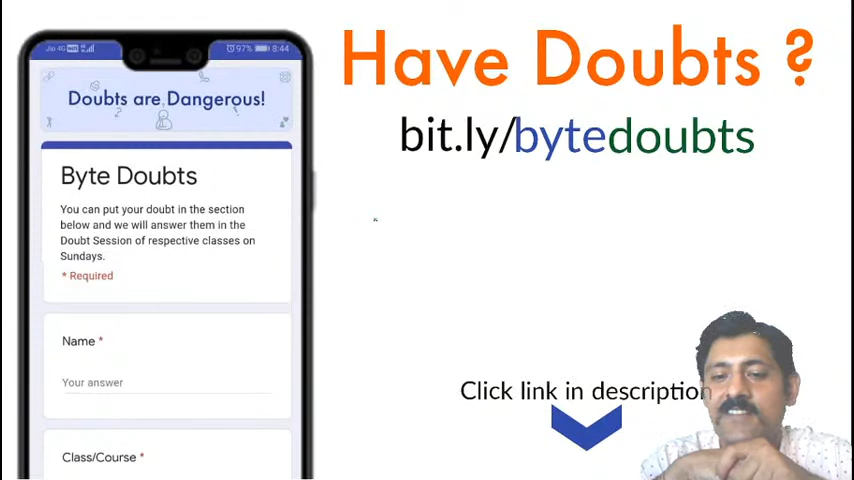 Jio 4G
97% 8:44
Doubts are Dangerous!
Byte Doubts
You can put your doubt in the section
below and we will answer them in the
Doubt Session of respective classes on
Sundays.
* Required
Name *
Your answer
Class/Course *
Have Doubts ?
bit.ly/bytedoubts
Click link in description